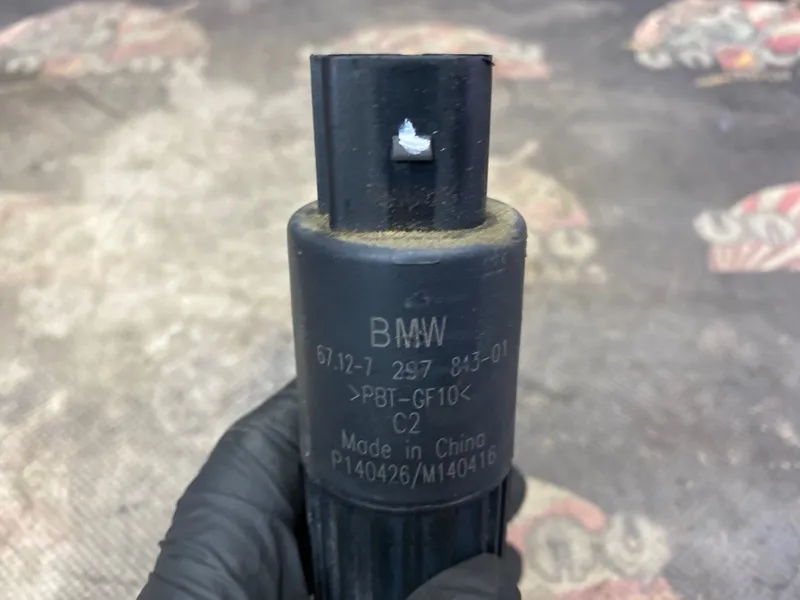 BMW
67.12-7 297 843-01
>PBT-GF10<
C2
Made in China
P140426/M140416